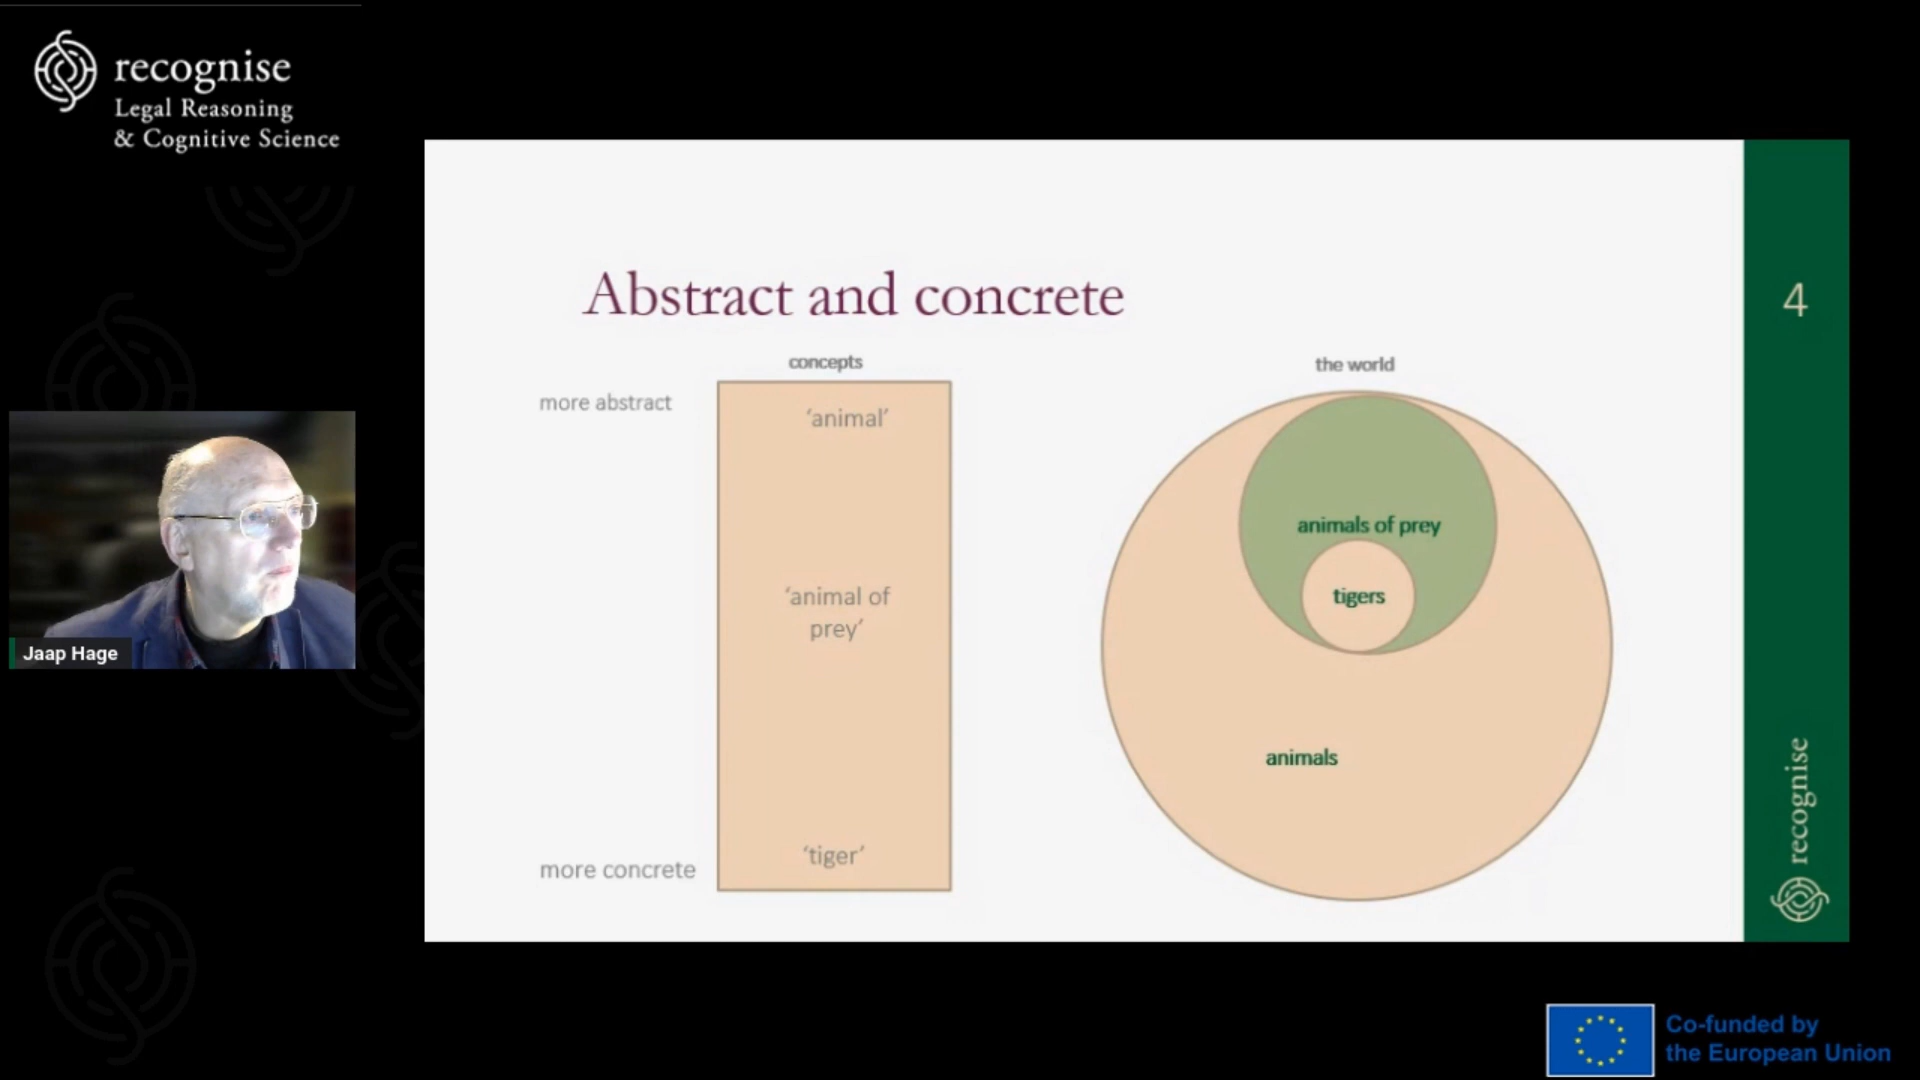 recognise
Legal Reasoning
& Cognitive Science
Jaap Hage
Abstract and concrete
4
concepts
the world
more abstract
'animal'
'animal of
prey'
'tiger'
more concrete
animals of prey
tigers
animals
recognise
Co-funded by
the European Union